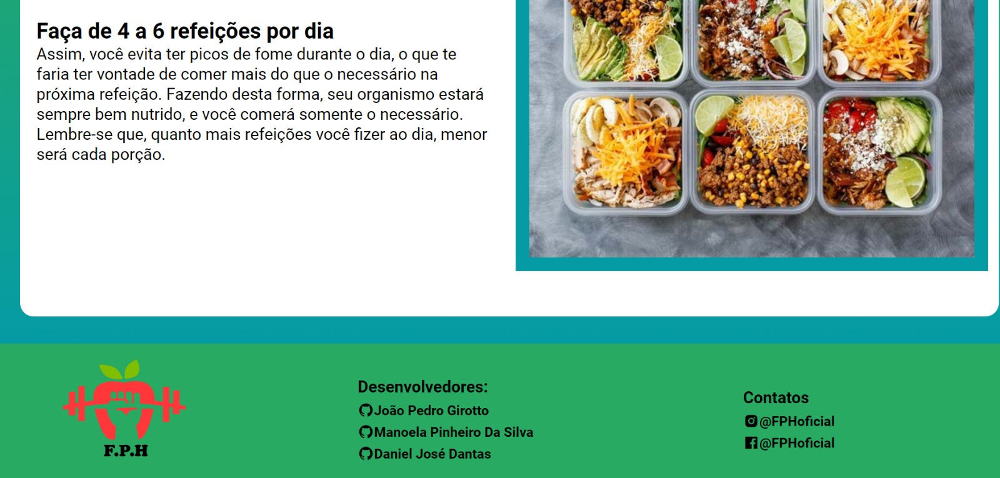 Faça de 4 a 6 refeições por dia
Assim, você evita ter picos de fome durante o dia, o que te
faria ter vontade de comer mais do que o necessário na
próxima refeição. Fazendo desta forma, seu organismo estará
sempre bem nutrido, e você comerá somente o necessário.
Lembre-se que, quanto mais refeições você fizer ao dia, menor
será cada porção.
F.P.H
Desenvolvedores:
João Pedro Girotto
Manoela Pinheiro Da Silva
Daniel José Dantas
Contatos
@FPHoficial
@FPHoficial